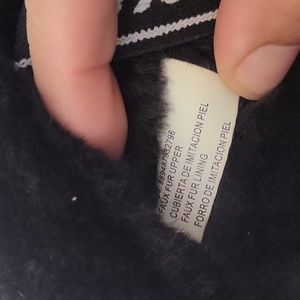 FAUX FUR UPPER
CUBIERTA DE IMITACION PIEL
FAUX FUR LINING
FORRO DE IMITACION PIEL